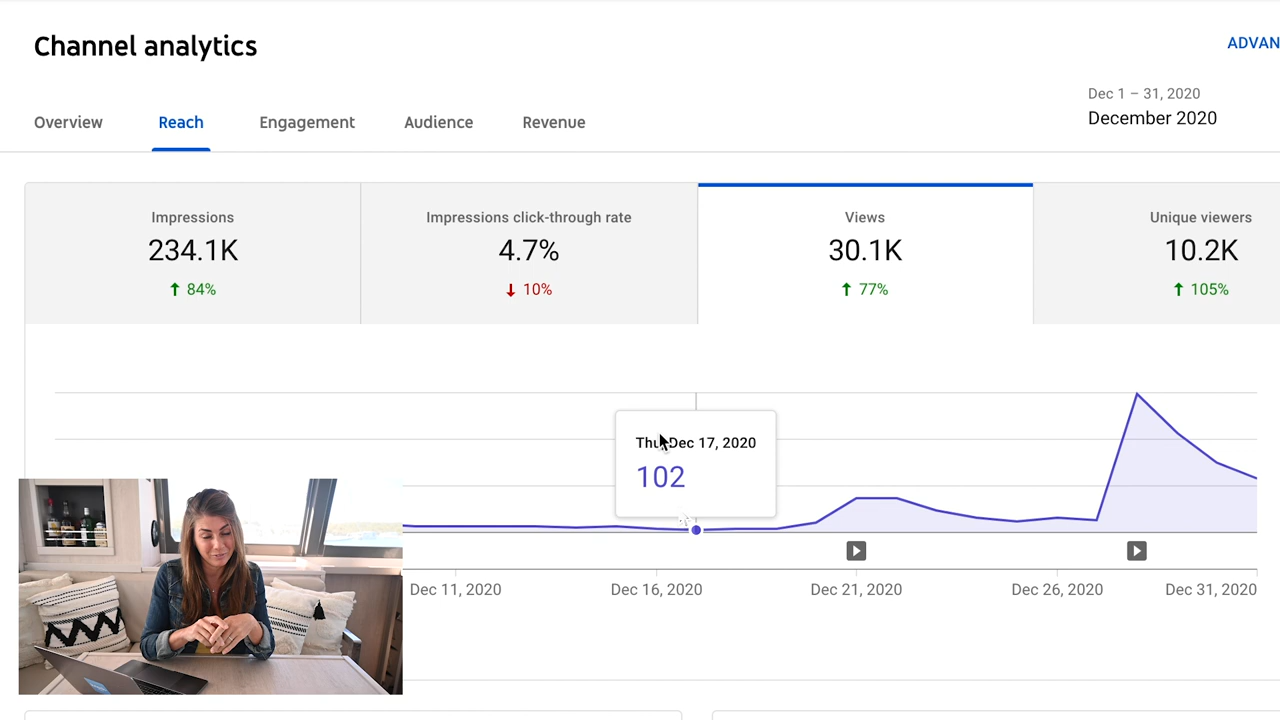 Channel analytics
ADVAN
Dec 1 – 31, 2020
December 2020
Overview
Reach
Engagement
Audience
Revenue
Impressions
234.1K
84%
Impressions click-through rate
4.7%
10%
Views
30.1K
77%
Unique viewers
10.2K
105%
Thu, Dec 17, 2020
102
Dec 11, 2020
Dec 16, 2020
Dec 21, 2020
Dec 26, 2020
Dec 31, 2020